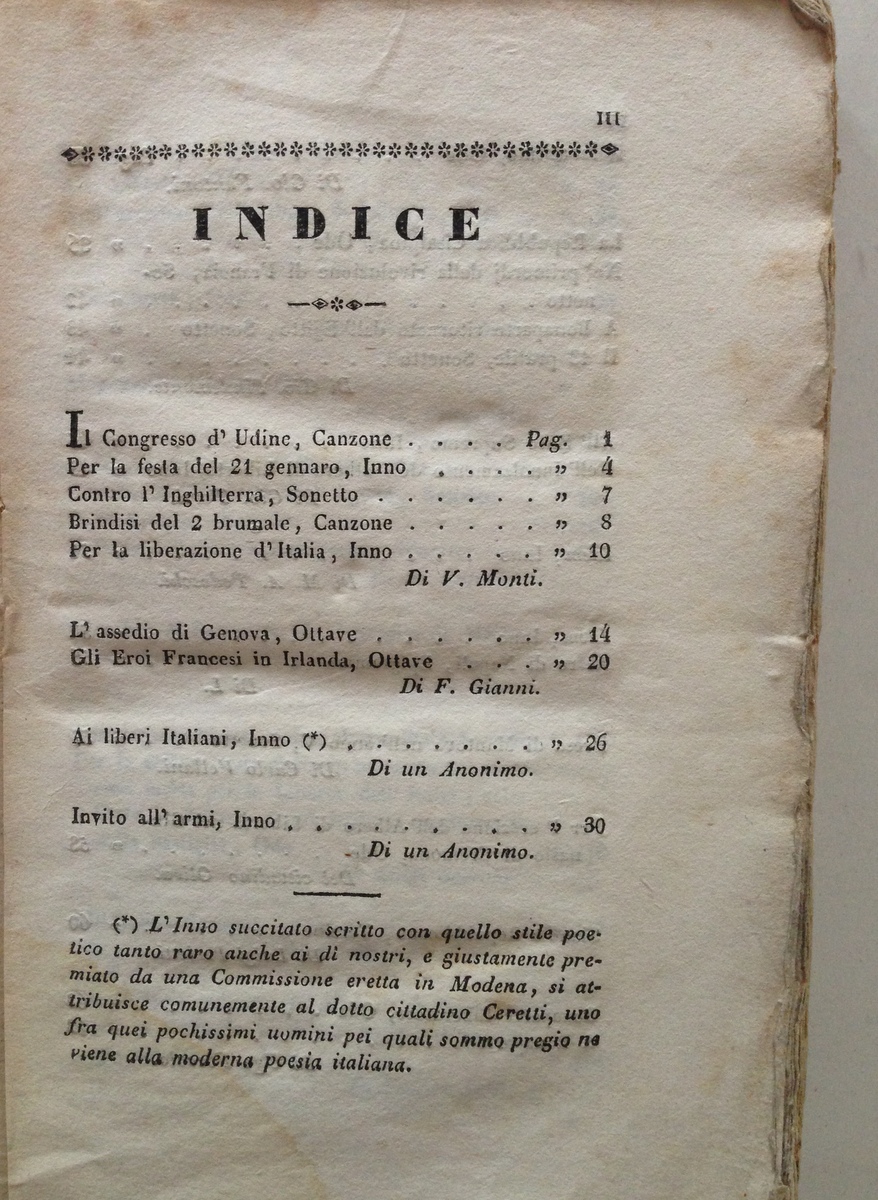 III
INDICE
Il Congresso d' Udine, Canzone . . . . Pag. 1
Per la festa del 21 gennaro, Inno . . . . „ 4
Contro l' Inghilterra, Sonetto . . . . . . „ 7
Brindisi del 2 brumale, Canzone . . . . . „ 8
Per la liberazione d' Italia, Inno . . . . . „ 10
Di V. Monti.
L' assedio di Genova, Ottave . . . . . . „ 14
Gli Eroi Francesi in Irlanda, Ottave . . . „ 20
Di F. Gianni.
Ai liberi Italiani, Inno (*) . . . . . . . „ 26
Di un Anonimo.
Invito all' armi, Inno . . . . . . . . . „ 30
Di un Anonimo.
(*) L' Inno succitato scritto con quello stile poe-
tico tanto raro anche ai dì nostri, e giustamente pre-
miato da una Commissione eretta in Modena, si at-
tribuisce comunemente al dotto cittadino Ceretti, uno
fra quei pochissimi uomini pei quali sommo pregio ne
viene alla moderna poesia italiana.